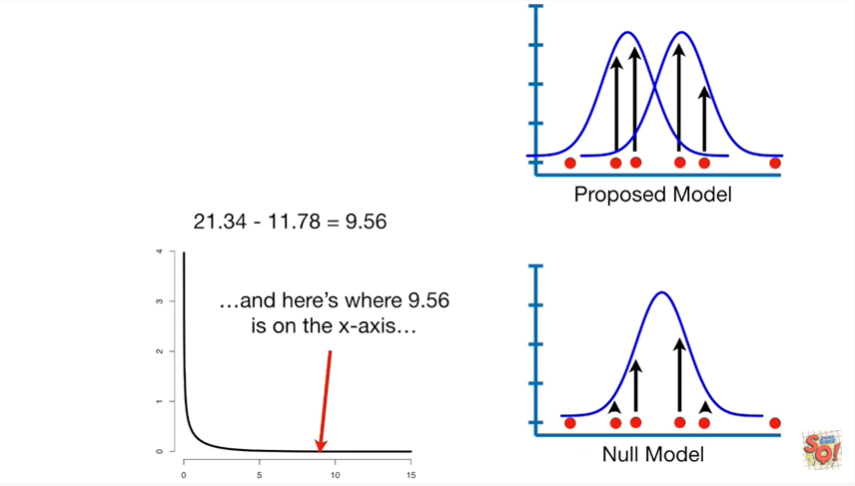 Proposed Model
21.34 - 11.78 = 9.56
...and here's where 9.56
is on the x-axis...
4
3
2
1
0
0
5
10
15
Null Model
SQ!